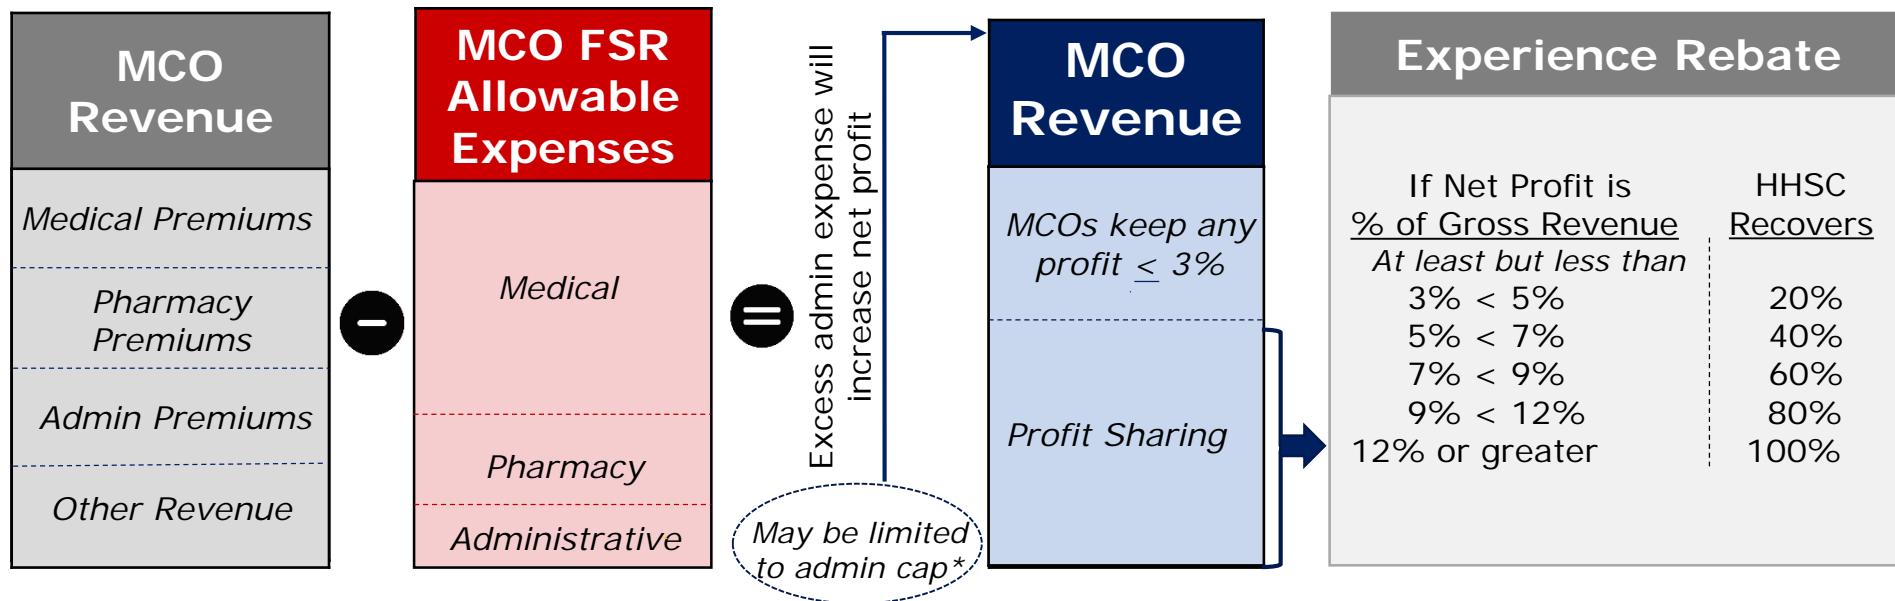 MCO
Revenue
Medical Premiums
Pharmacy
Premiums
Admin Premiums
Other Revenue
–
MCO FSR
Allowable
Expenses
Medical
Pharmacy
Administrative
=
Excess admin expense will
increase net profit
May be limited
to admin cap*
MCO
Revenue
MCOs keep any
profit ≤ 3%
Profit Sharing
Experience Rebate
If Net Profit is HHSC
% of Gross Revenue Recovers
At least but less than
3% < 5% 20%
5% < 7% 40%
7% < 9% 60%
9% < 12% 80%
12% or greater 100%